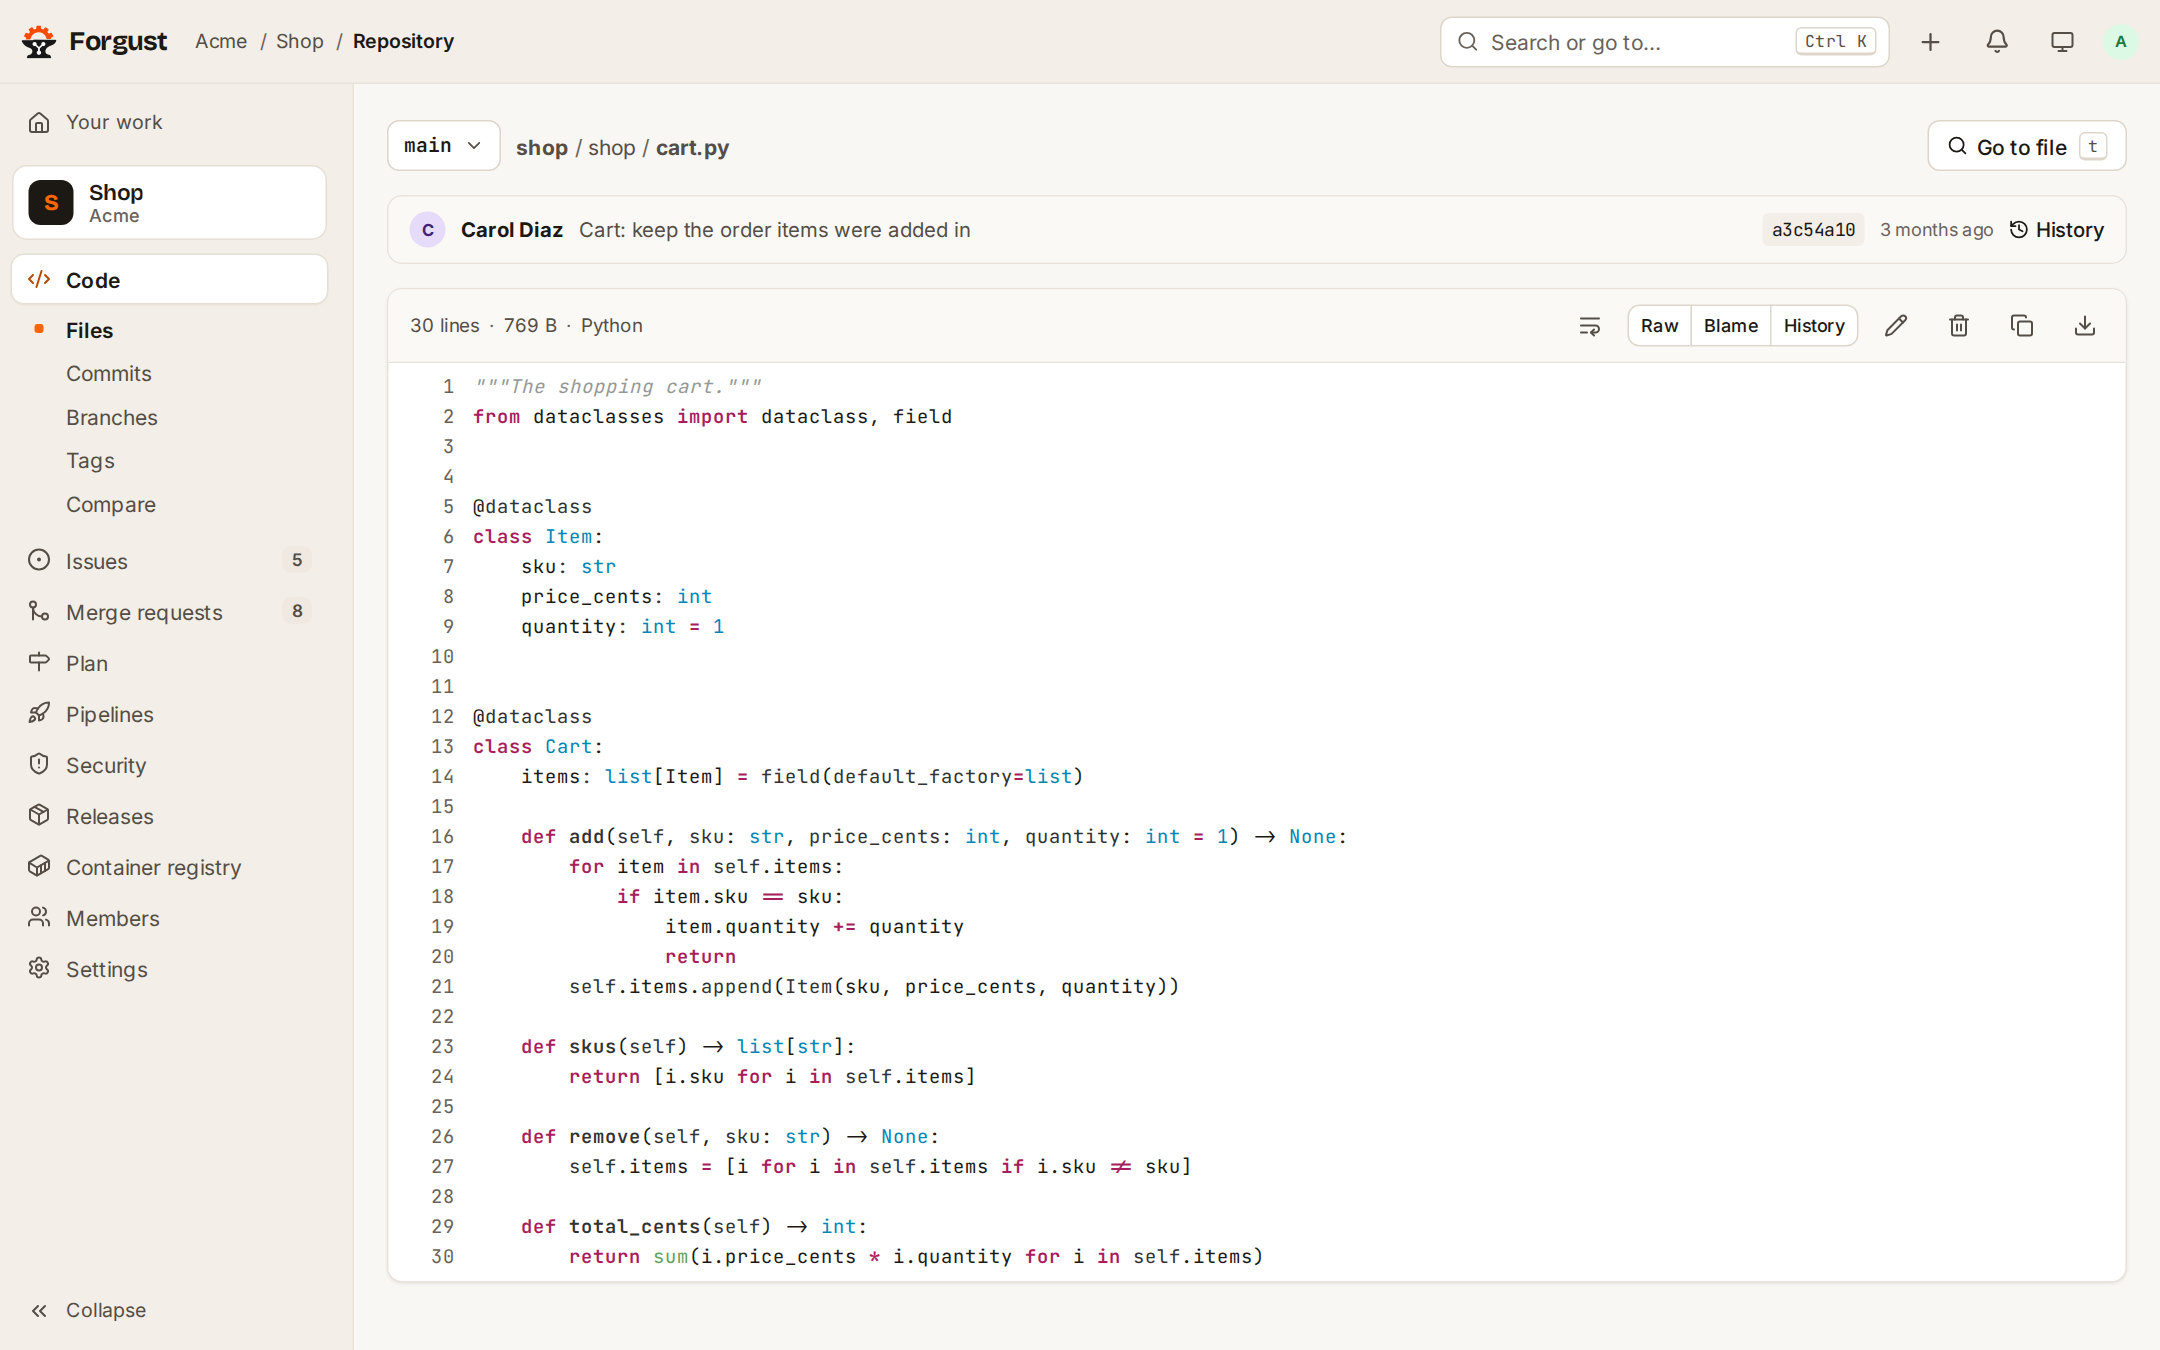 Forgust
Acme / Shop / Repository
Search or go to...
Ctrl K
A
Your work
S
Shop
Acme
Code
Files
Commits
Branches
Tags
Compare
Issues 5
Merge requests 8
Plan
Pipelines
Security
Releases
Container registry
Members
Settings
Collapse
main
shop / shop / cart.py
Go to file t
C Carol Diaz Cart: keep the order items were added in
a3c54a10 3 months ago History
30 lines · 769 B · Python
Raw Blame History
1 """The shopping cart."""
2 from dataclasses import dataclass, field
3
4
5 @dataclass
6 class Item:
7     sku: str
8     price_cents: int
9     quantity: int = 1
10
11
12 @dataclass
13 class Cart:
14     items: list[Item] = field(default_factory=list)
15
16     def add(self, sku: str, price_cents: int, quantity: int = 1) -> None:
17         for item in self.items:
18             if item.sku == sku:
19                 item.quantity += quantity
20                 return
21         self.items.append(Item(sku, price_cents, quantity))
22
23     def skus(self) -> list[str]:
24         return [i.sku for i in self.items]
25
26     def remove(self, sku: str) -> None:
27         self.items = [i for i in self.items if i.sku != sku]
28
29     def total_cents(self) -> int:
30         return sum(i.price_cents * i.quantity for i in self.items)